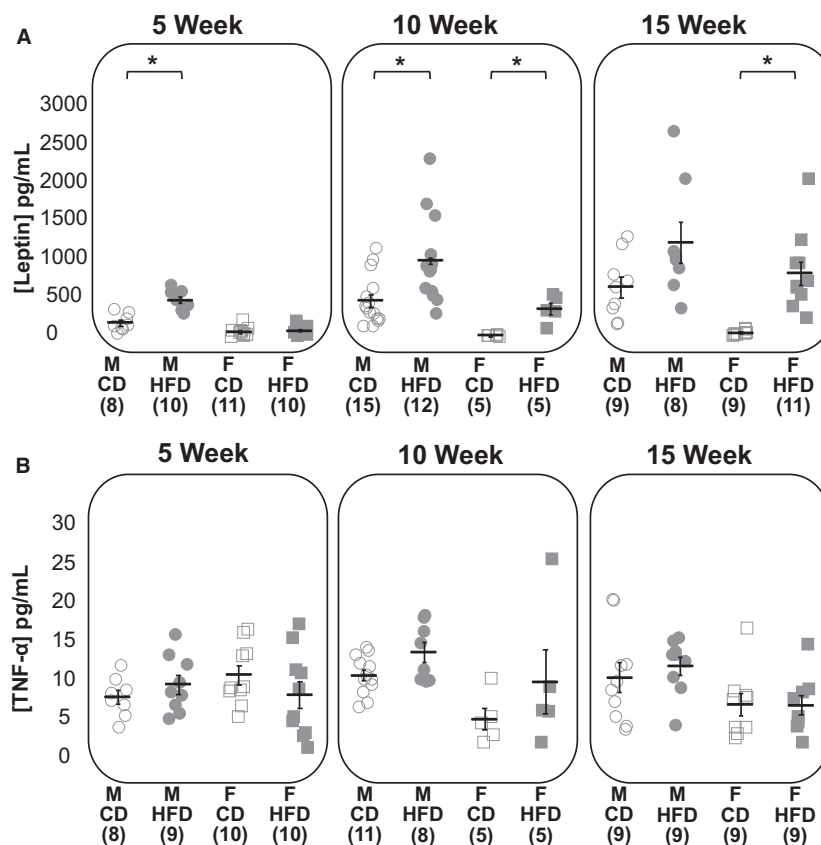 A
5 Week
10 Week
15 Week
* * * *
[Leptin] pg/mL
3000
2500
2000
1500
1000
500
0
M M F F
CD HFD CD HFD
(8) (10) (11) (10)
M M F F
CD HFD CD HFD
(15) (12) (5) (5)
M M F F
CD HFD CD HFD
(9) (8) (9) (11)
B
5 Week
10 Week
15 Week
[TNF-α] pg/mL
30
25
20
15
10
5
0
M M F F
CD HFD CD HFD
(8) (9) (10) (10)
M M F F
CD HFD CD HFD
(11) (8) (5) (5)
M M F F
CD HFD CD HFD
(9) (9) (9) (9)